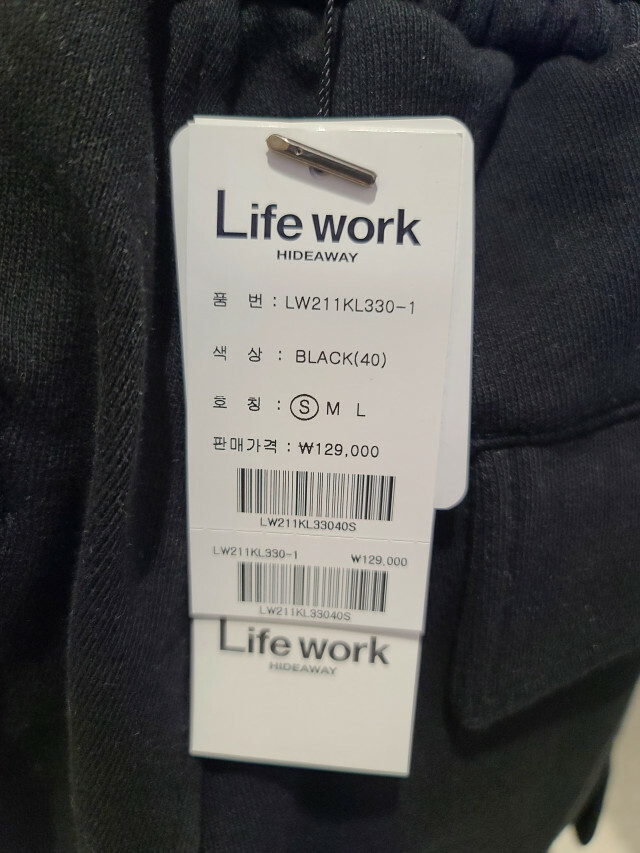 Life work
HIDEAWAY
품 번 : LW211KL330-1
색 상 : BLACK(40)
호 칭 : S M L
판매가격 : ₩129,000
LW211KL33040S
LW211KL330-1 ₩129,000
LW211KL33040S
Life work
HIDEAWAY